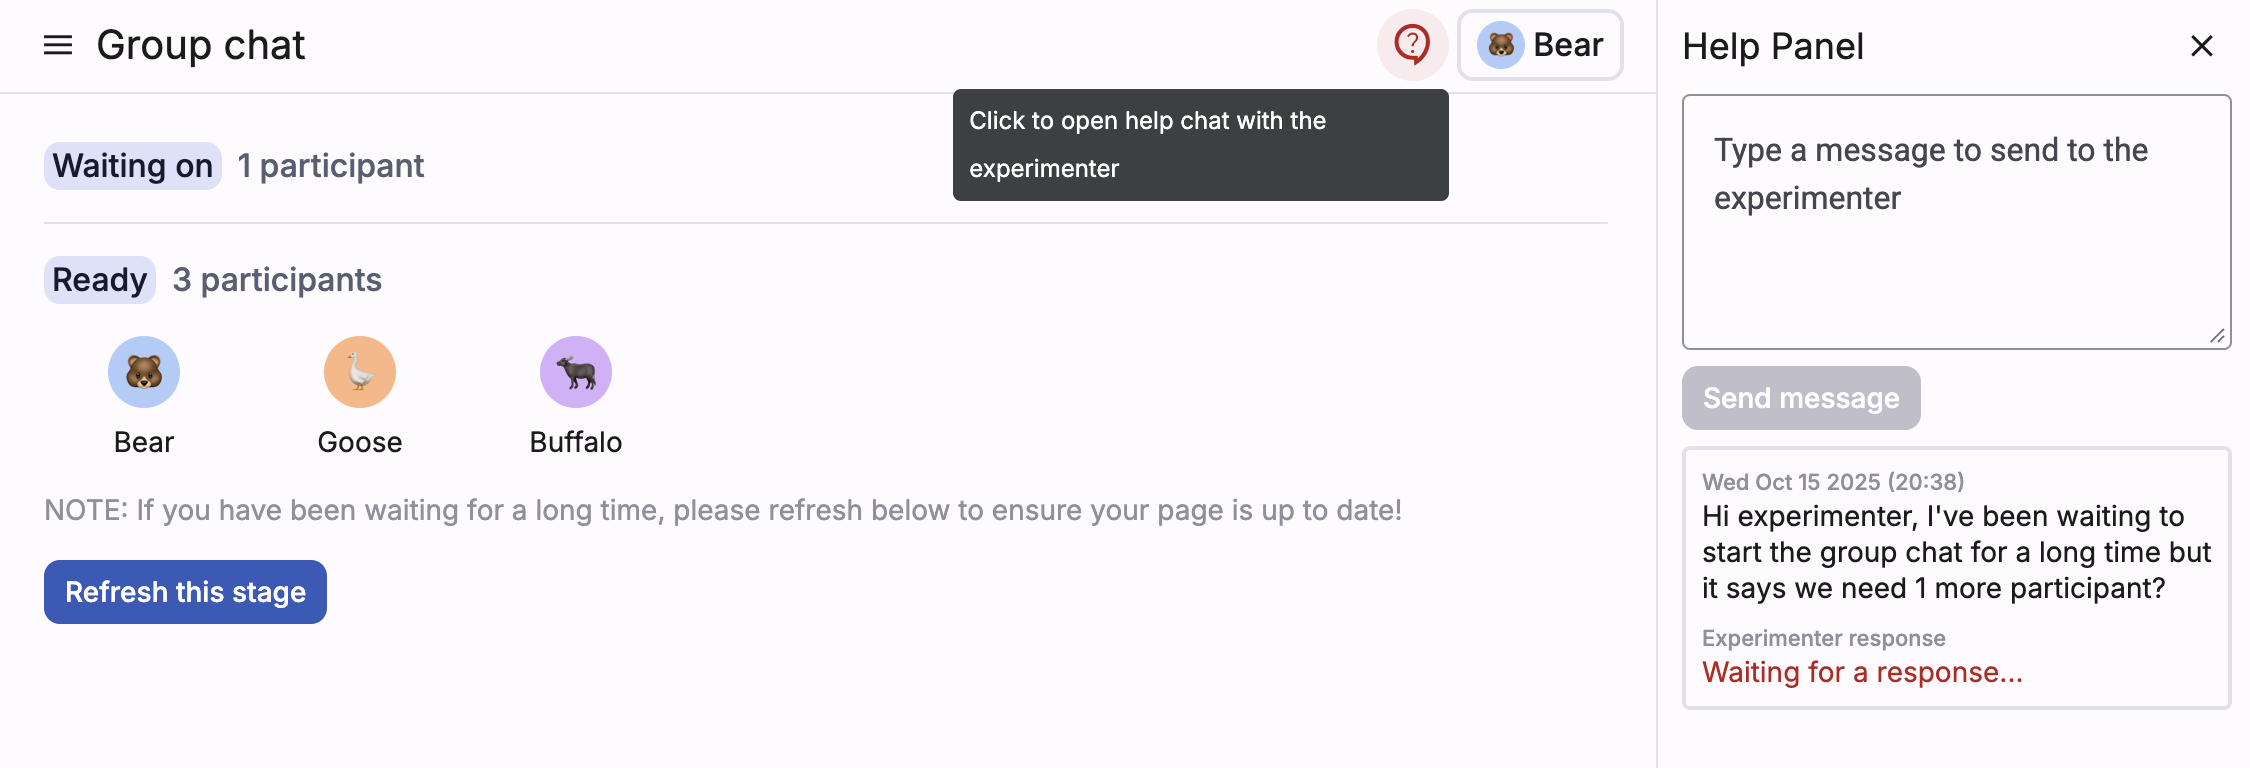 Group chat
Bear
Click to open help chat with the
experimenter
Waiting on 1 participant
Ready 3 participants
Bear Goose Buffalo
NOTE: If you have been waiting for a long time, please refresh below to ensure your page is up to date!
Refresh this stage
Help Panel
Type a message to send to the
experimenter
Send message
Wed Oct 15 2025 (20:38)
Hi experimenter, I've been waiting to
start the group chat for a long time but
it says we need 1 more participant?
Experimenter response
Waiting for a response...